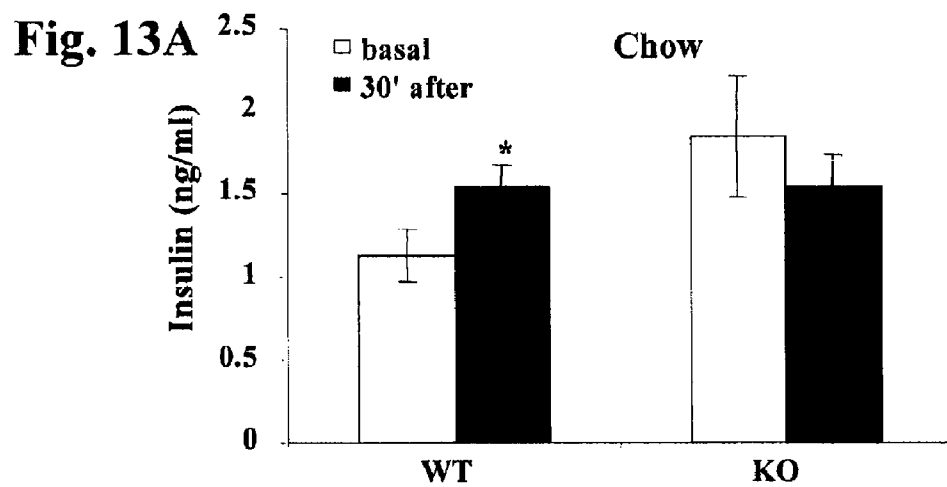 Fig. 13A
Chow
basal
30' after
Insulin (ng/ml)
2.5
2
1.5
1
0.5
0
*
WT
KO